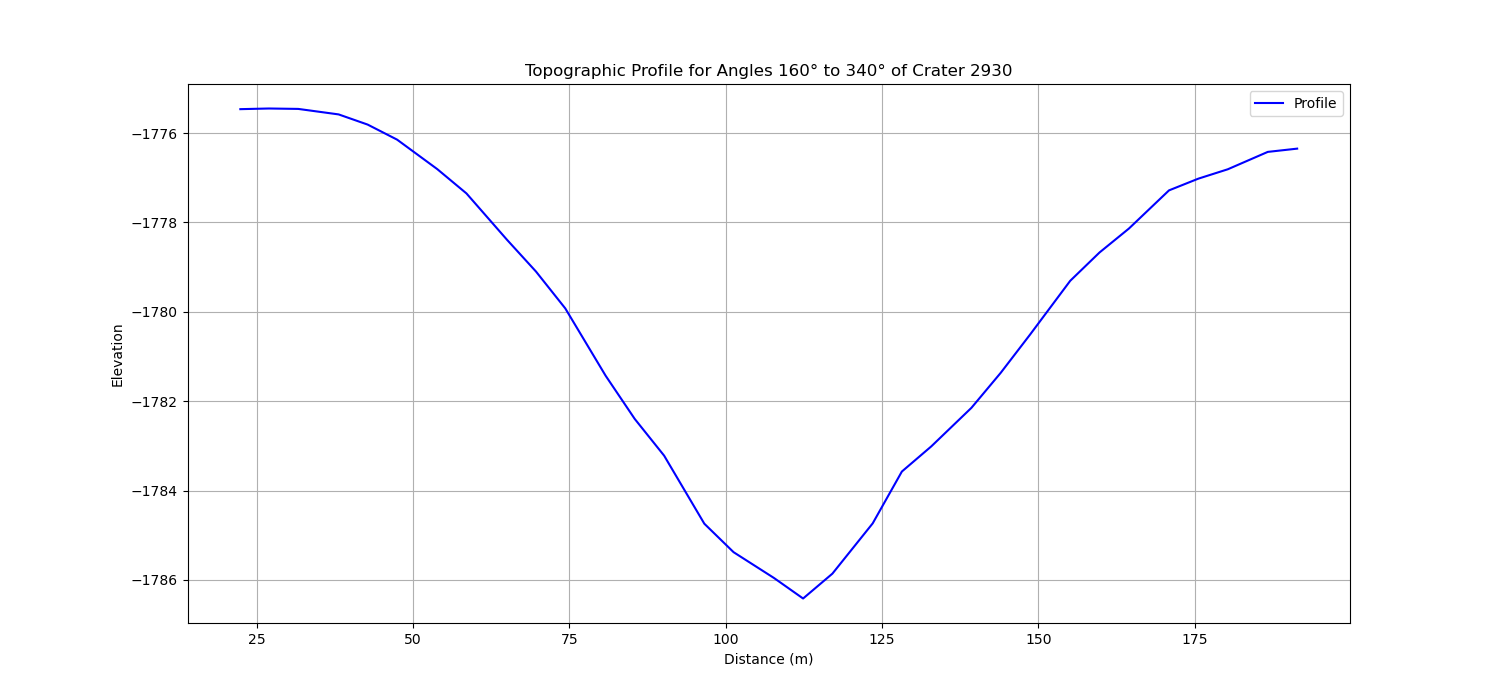 Topographic Profile for Angles 160° to 340° of Crater 2930
Profile
−1776
−1778
−1780
−1782
−1784
−1786
Elevation
25 50 75 100 125 150 175
Distance (m)